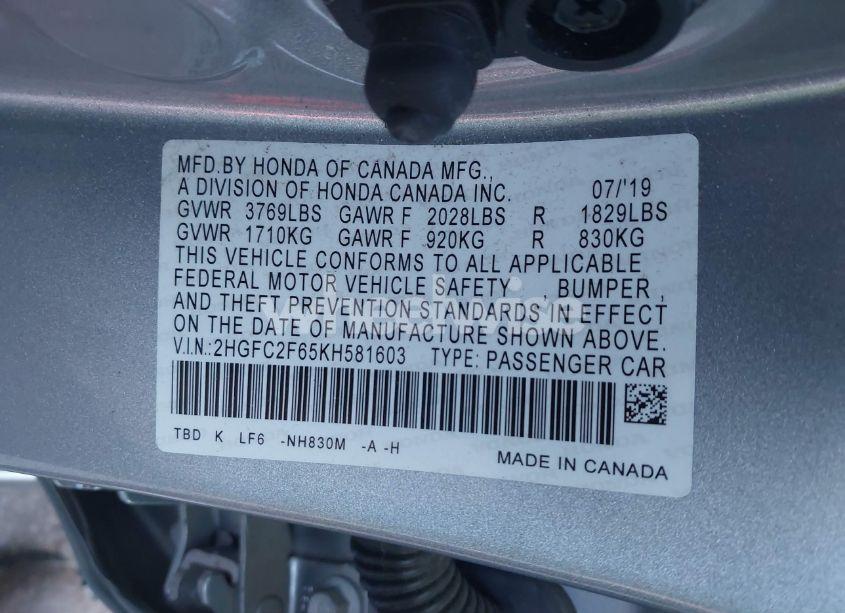 MFD.BY HONDA OF CANADA MFG.,
A DIVISION OF HONDA CANADA INC. 07/'19
GVWR 3769LBS GAWR F 2028LBS R 1829LBS
GVWR 1710KG GAWR F 920KG R 830KG
THIS VEHICLE CONFORMS TO ALL APPLICABLE
FEDERAL MOTOR VEHICLE SAFETY , BUMPER ,
AND THEFT PREVENTION STANDARDS IN EFFECT
ON THE DATE OF MANUFACTURE SHOWN ABOVE.
V.I.N.:2HGFC2F65KH581603 TYPE: PASSENGER CAR
TBD K LF6 -NH830M -A -H
MADE IN CANADA